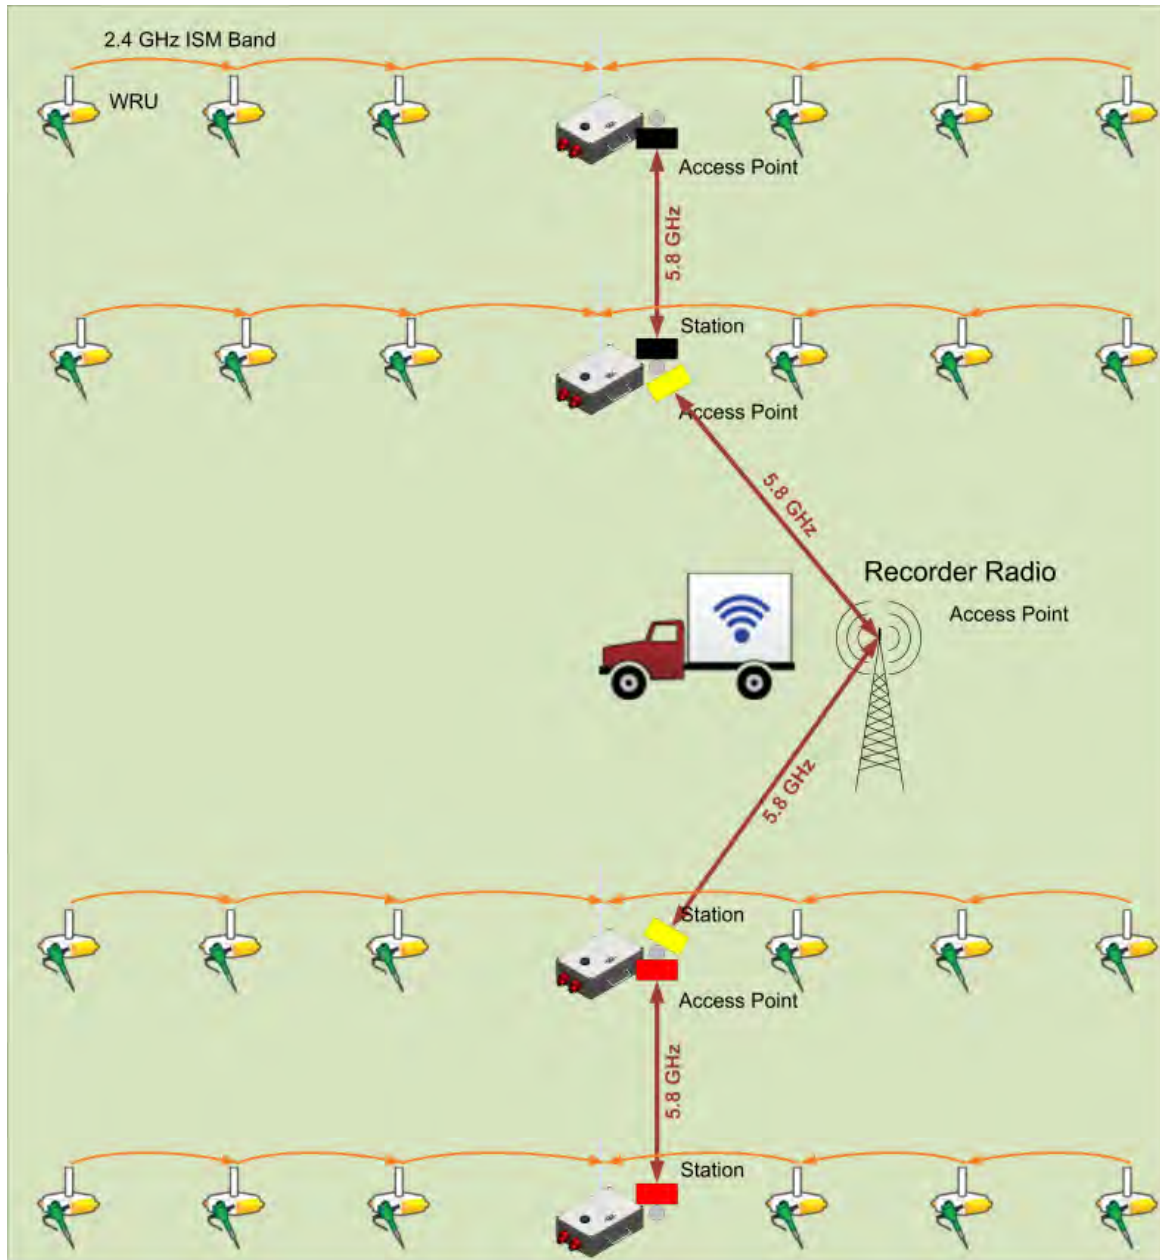 2.4 GHz ISM Band
WRU
Access Point
5.8 GHz
Station
Access Point
5.8 GHz
Recorder Radio
Access Point
5.8 GHz
Station
Access Point
5.8 GHz
Station